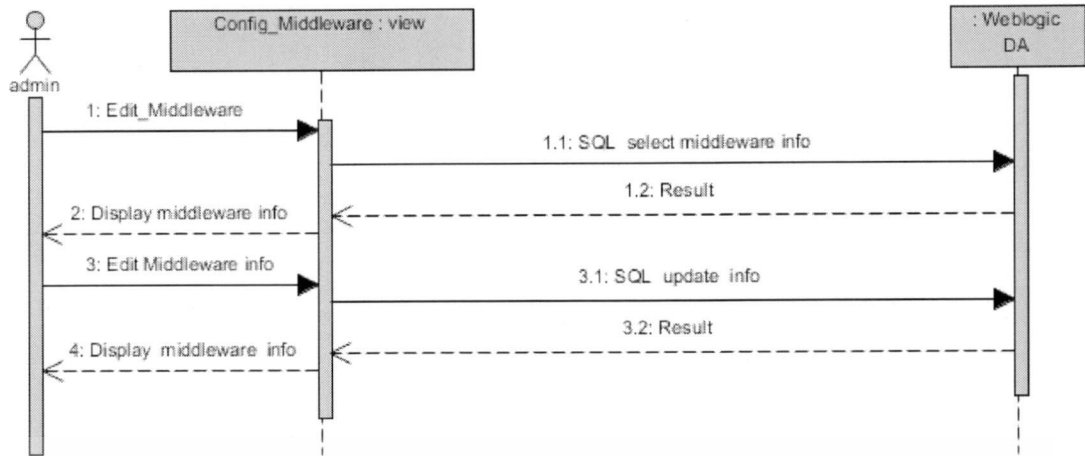 Config_Middleware : view
: Weblogic
DA
admin
1: Edit_Middleware
1.1: SQL select middleware info
1.2: Result
2: Display middleware info
3: Edit Middleware info
3.1: SQL update info
3.2: Result
4: Display middleware info